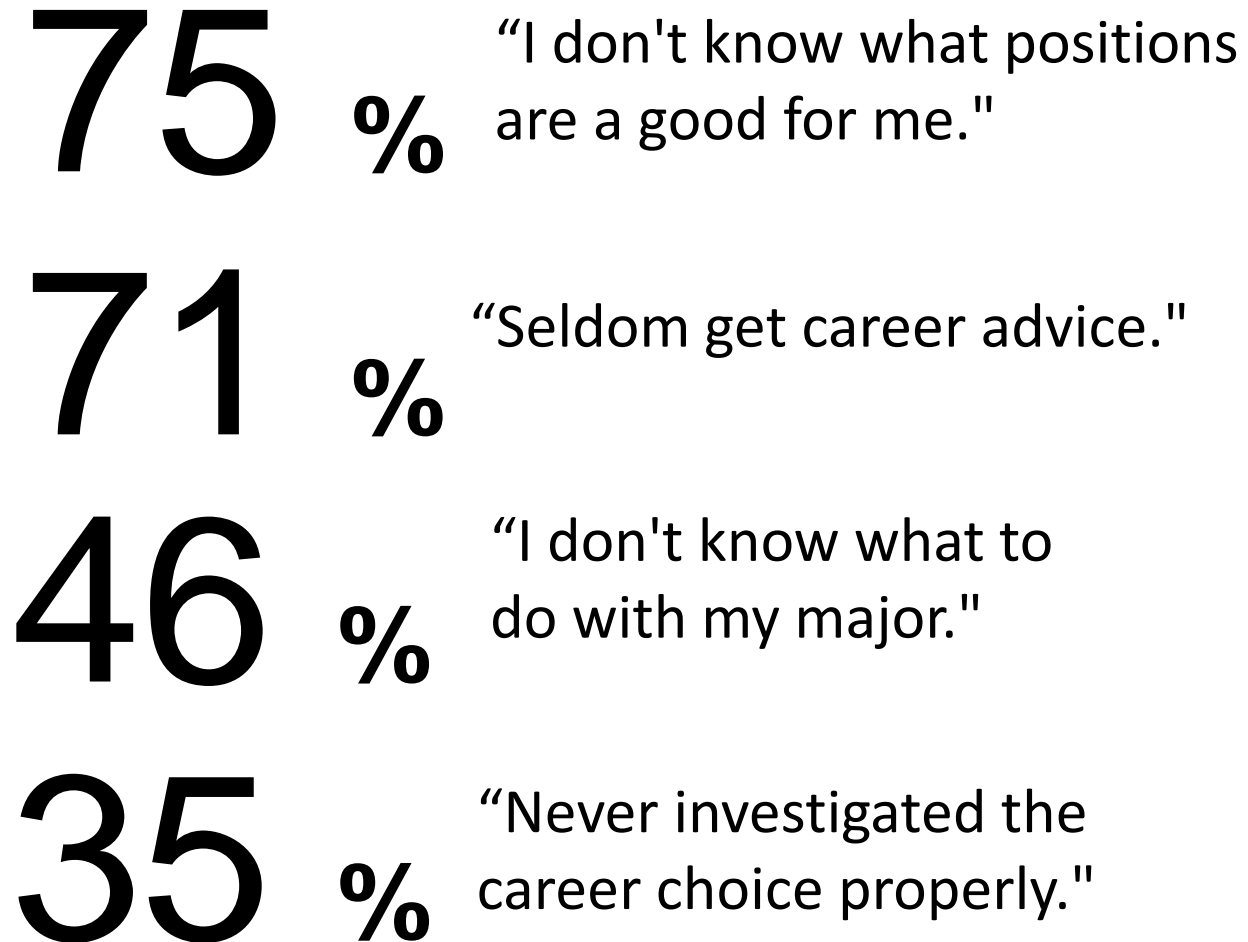 75 % “I don't know what positions
are a good for me."
71 % “Seldom get career advice."
46 % “I don't know what to
do with my major."
35 % “Never investigated the
career choice properly."